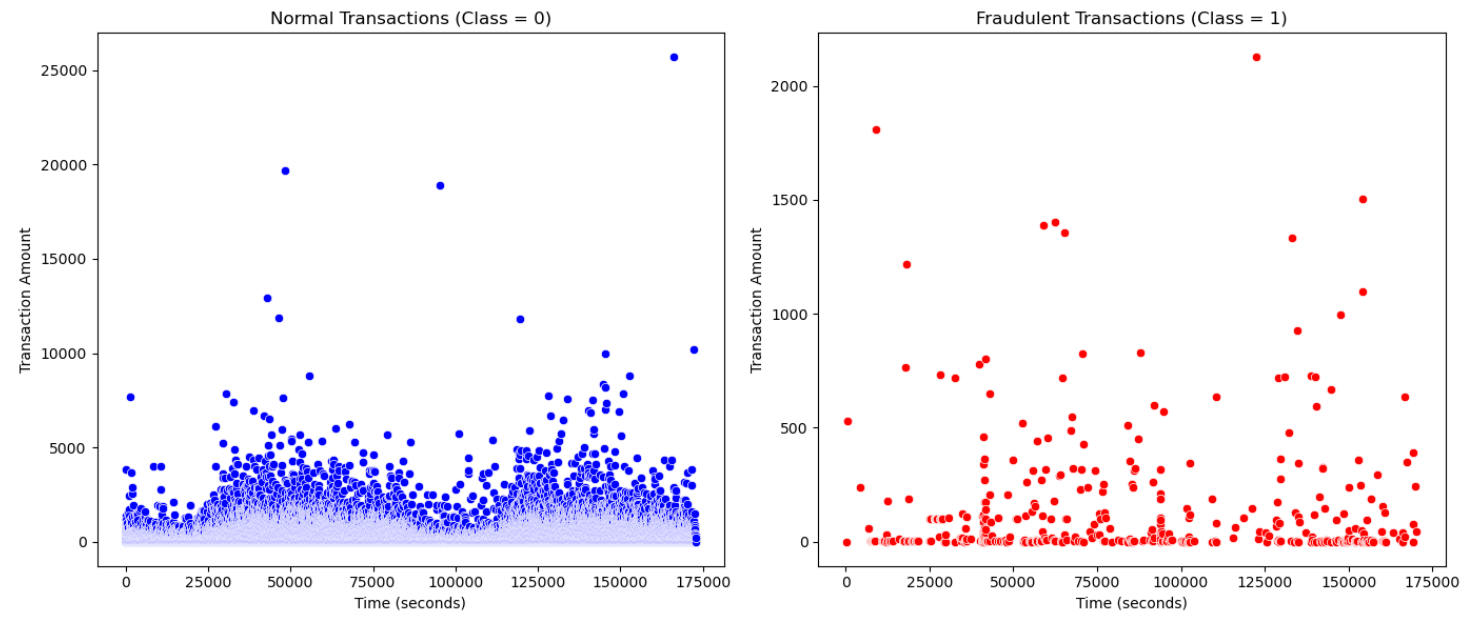 Normal Transactions (Class = 0)
25000
20000
15000
10000
5000
0
Transaction Amount
0 25000 50000 75000 100000 125000 150000 175000
Time (seconds)
Fraudulent Transactions (Class = 1)
2000
1500
1000
500
0
Transaction Amount
0 25000 50000 75000 100000 125000 150000 175000
Time (seconds)